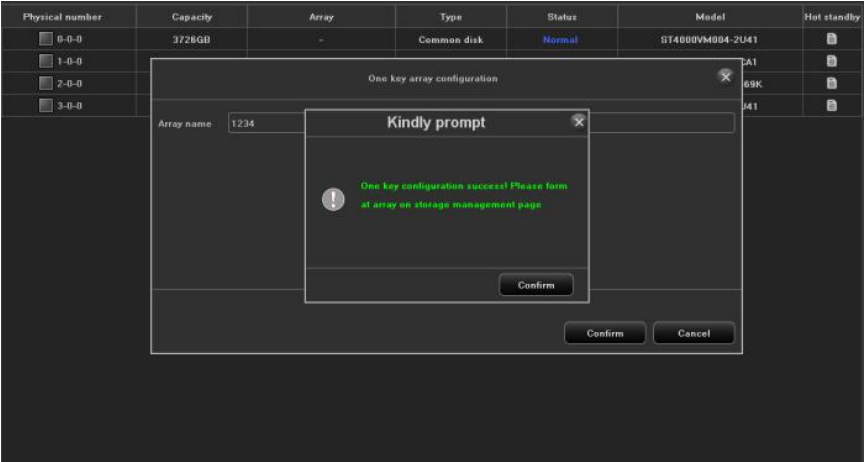 Physical number Capacity Array Type Status Model Hot standby
0-0-0 3726GB - Common disk Normal ST4000VM004-2U41
1-0-0 CA1
2-0-0 69K
3-0-0 U41
One key array configuration
Array name 1234
Kindly prompt
One key configuration success! Please form
at array on storage management page
Confirm
Confirm Cancel